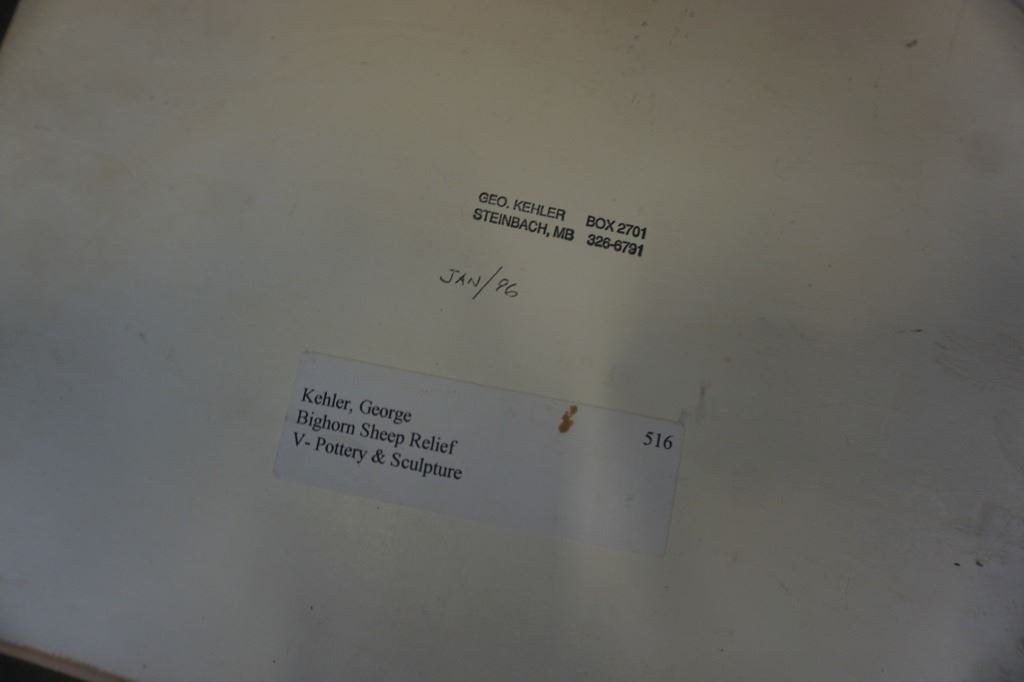 GEO. KEHLER BOX 2701
STEINBACH, MB 326-6791
JAN/96
Kehler, George
Bighorn Sheep Relief
V- Pottery & Sculpture
516